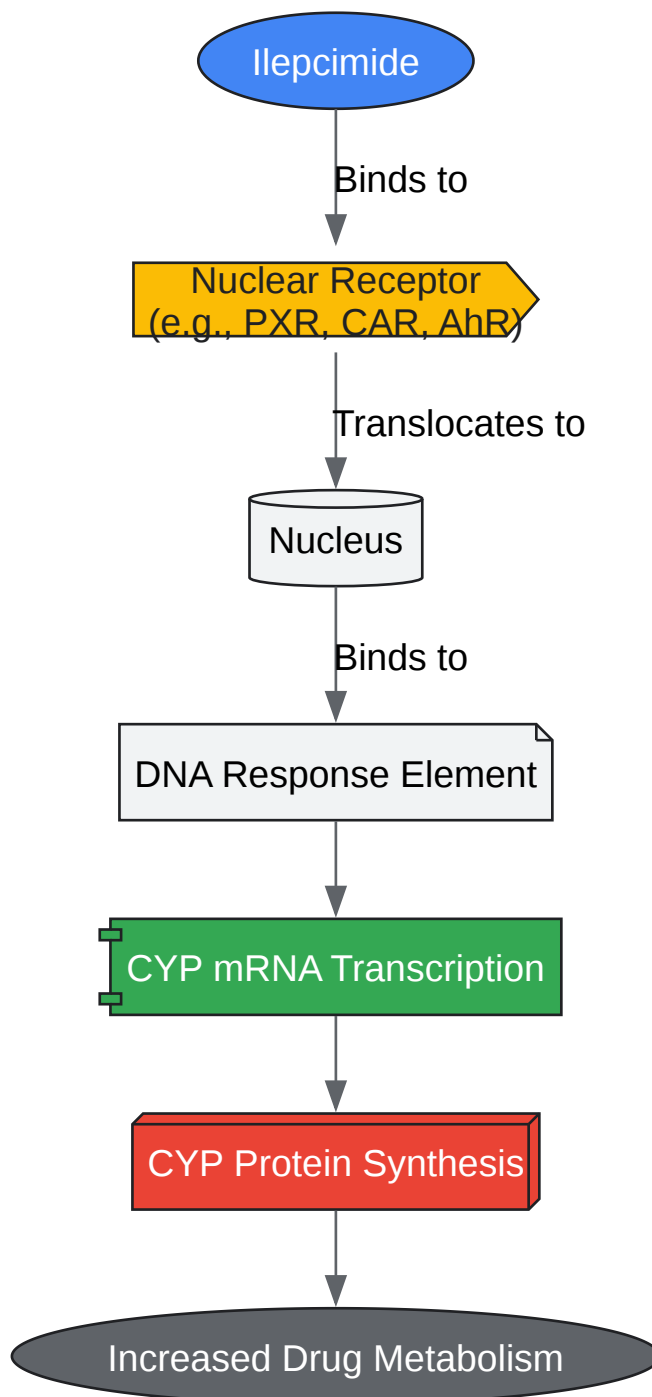 Ilepcimide
Binds to
Nuclear Receptor
(e.g., PXR, CAR, AhR)
Translocates to
Nucleus
Binds to
DNA Response Element
CYP mRNA Transcription
CYP Protein Synthesis
Increased Drug Metabolism